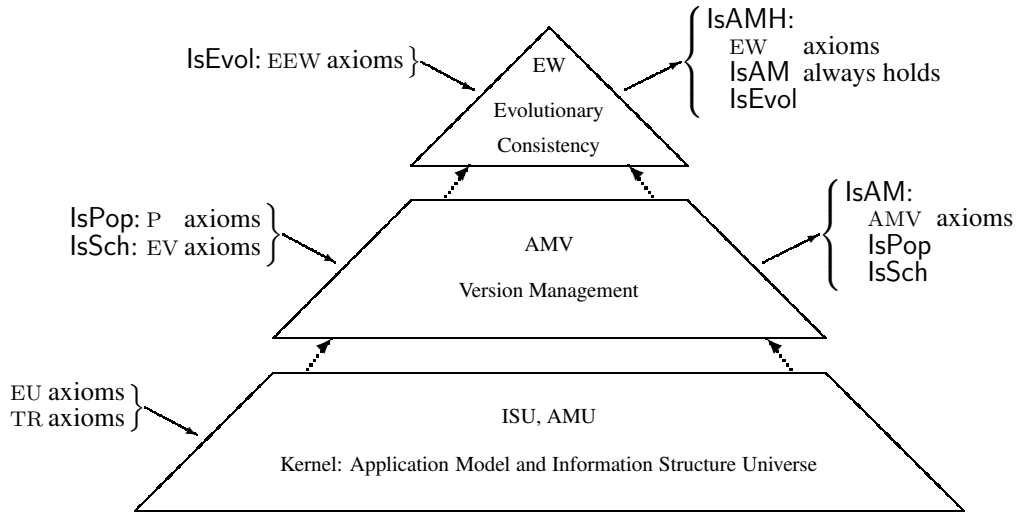 IsEvol: EEW axioms
EW
Evolutionary
Consistency
IsAMH:
EW axioms
IsAM always holds
IsEvol
IsPop: P axioms
IsSch: EV axioms
AMV
Version Management
IsAM:
AMV axioms
IsPop
IsSch
EU axioms
TR axioms
ISU, AMU
Kernel: Application Model and Information Structure Universe